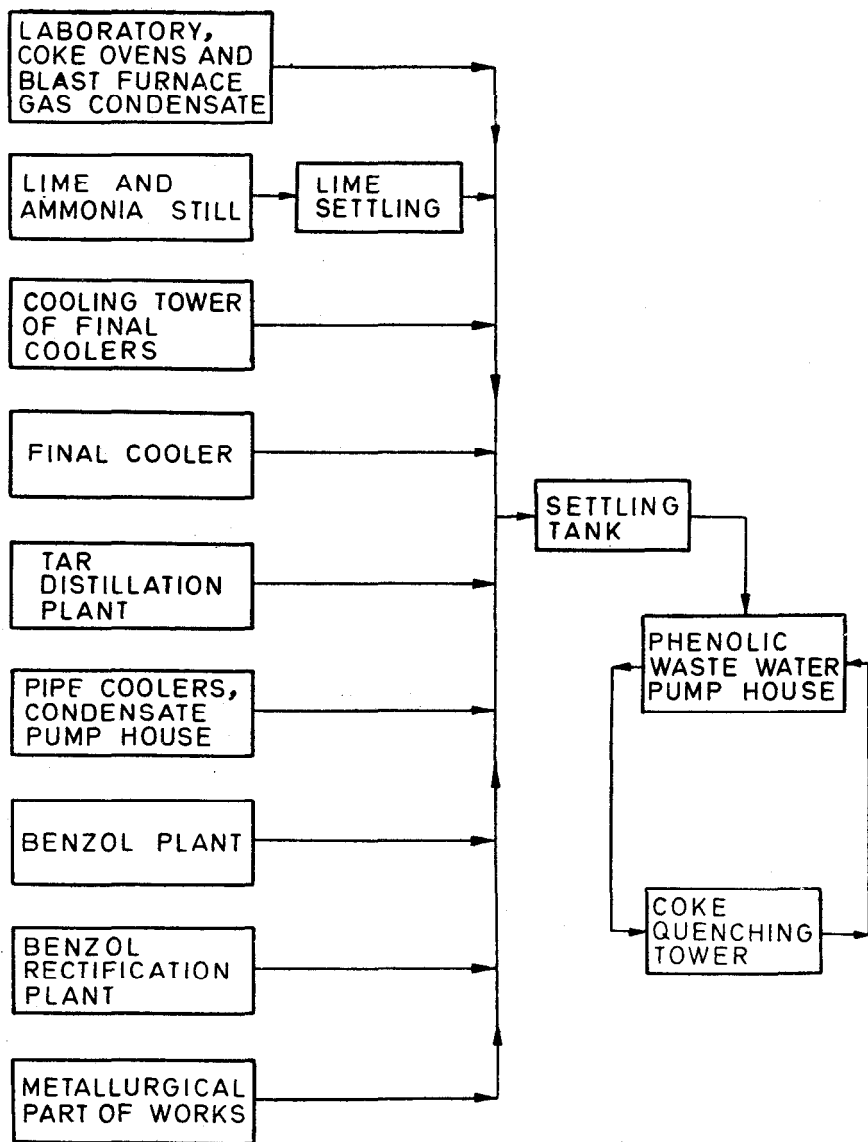 LABORATORY,
COKE OVENS AND
BLAST FURNACE
GAS CONDENSATE
LIME AND
AMMONIA STILL
LIME
SETTLING
COOLING TOWER
OF FINAL
COOLERS
FINAL COOLER
SETTLING
TANK
TAR
DISTILLATION
PLANT
PHENOLIC
WASTE WATER
PUMP HOUSE
PIPE COOLERS,
CONDENSATE
PUMP HOUSE
BENZOL PLANT
COKE
QUENCHING
TOWER
BENZOL
RECTIFICATION
PLANT
METALLURGICAL
PART OF WORKS